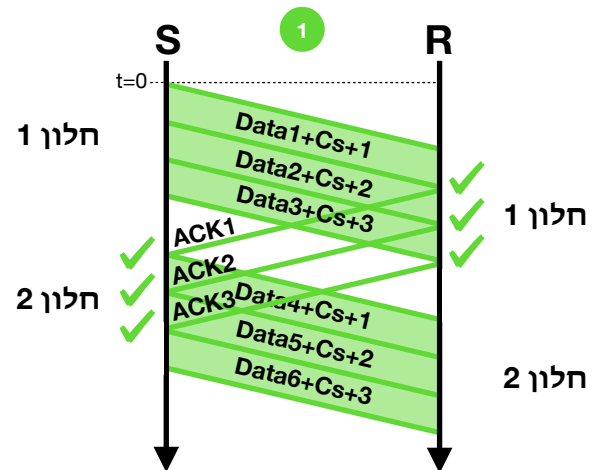 1
S
R
t=0
חלון 1
Data1+Cs+1
Data2+Cs+2
Data3+Cs+3
חלון 1
ACK1
ACK2
ACK3
חלון 2
Data4+Cs+1
Data5+Cs+2
Data6+Cs+3
חלון 2